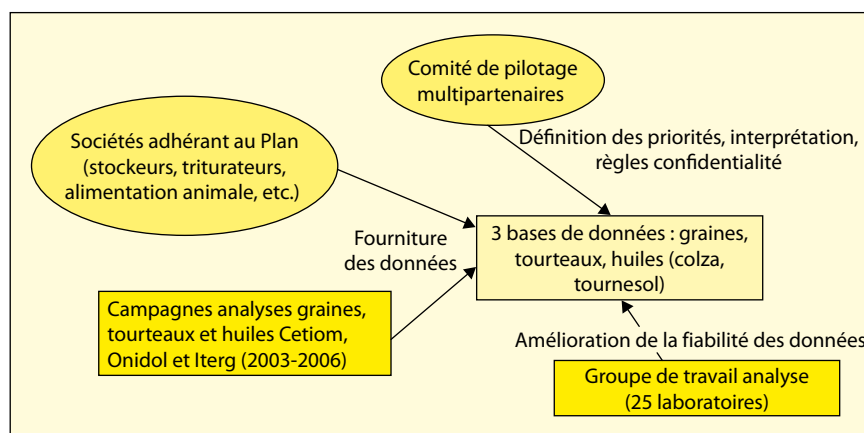 Comité de pilotage
multipartenaires
Sociétés adhérant au Plan
(stockeurs, triturateurs,
alimentation animale, etc.)
Définition des priorités, interprétation,
règles confidentialité
Fourniture
des données
3 bases de données : graines,
tourteaux, huiles (colza,
tournesol)
Campagnes analyses graines,
tourteaux et huiles Cetiom,
Onidol et Iterg (2003-2006)
Amélioration de la fiabilité des données
Groupe de travail analyse
(25 laboratoires)